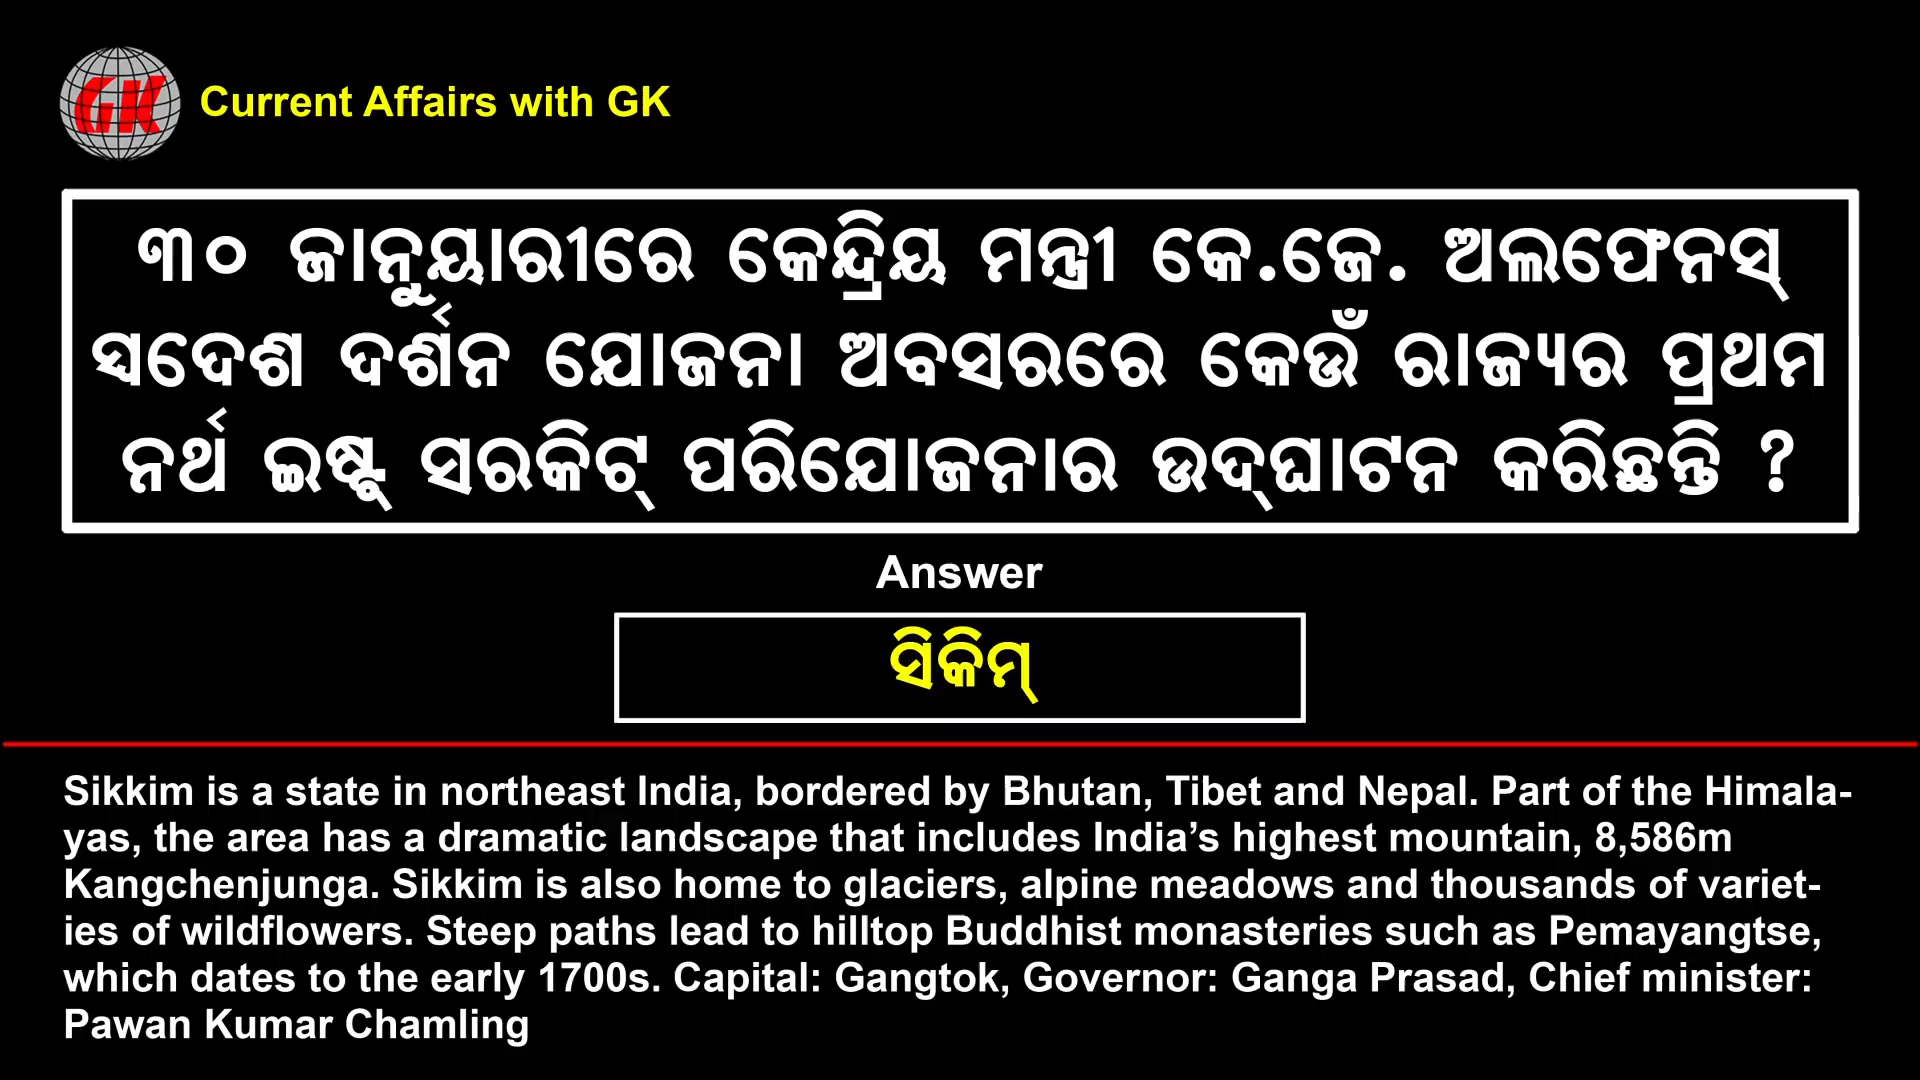 GK
Current Affairs with GK
୩୦ ଜାନୁୟାରୀରେ କେନ୍ଦ୍ରିୟ ମନ୍ତ୍ରୀ କେ.ଜେ. ଅଲଫେନସ୍
ସ୍ୱଦେଶ ଦର୍ଶନ ଯୋଜନା ଅବସରରେ କେଉଁ ରାଜ୍ୟର ପ୍ରଥମ
ନର୍ଥ ଇଷ୍ଟ୍ ସରକିଟ୍ ପରିଯୋଜନାର ଉଦ୍‌ଘାଟନ କରିଛନ୍ତି ?
Answer
ସିକିମ୍
Sikkim is a state in northeast India, bordered by Bhutan, Tibet and Nepal. Part of the Himala-
yas, the area has a dramatic landscape that includes India’s highest mountain, 8,586m
Kangchenjunga. Sikkim is also home to glaciers, alpine meadows and thousands of variet-
ies of wildflowers. Steep paths lead to hilltop Buddhist monasteries such as Pemayangtse,
which dates to the early 1700s. Capital: Gangtok, Governor: Ganga Prasad, Chief minister:
Pawan Kumar Chamling